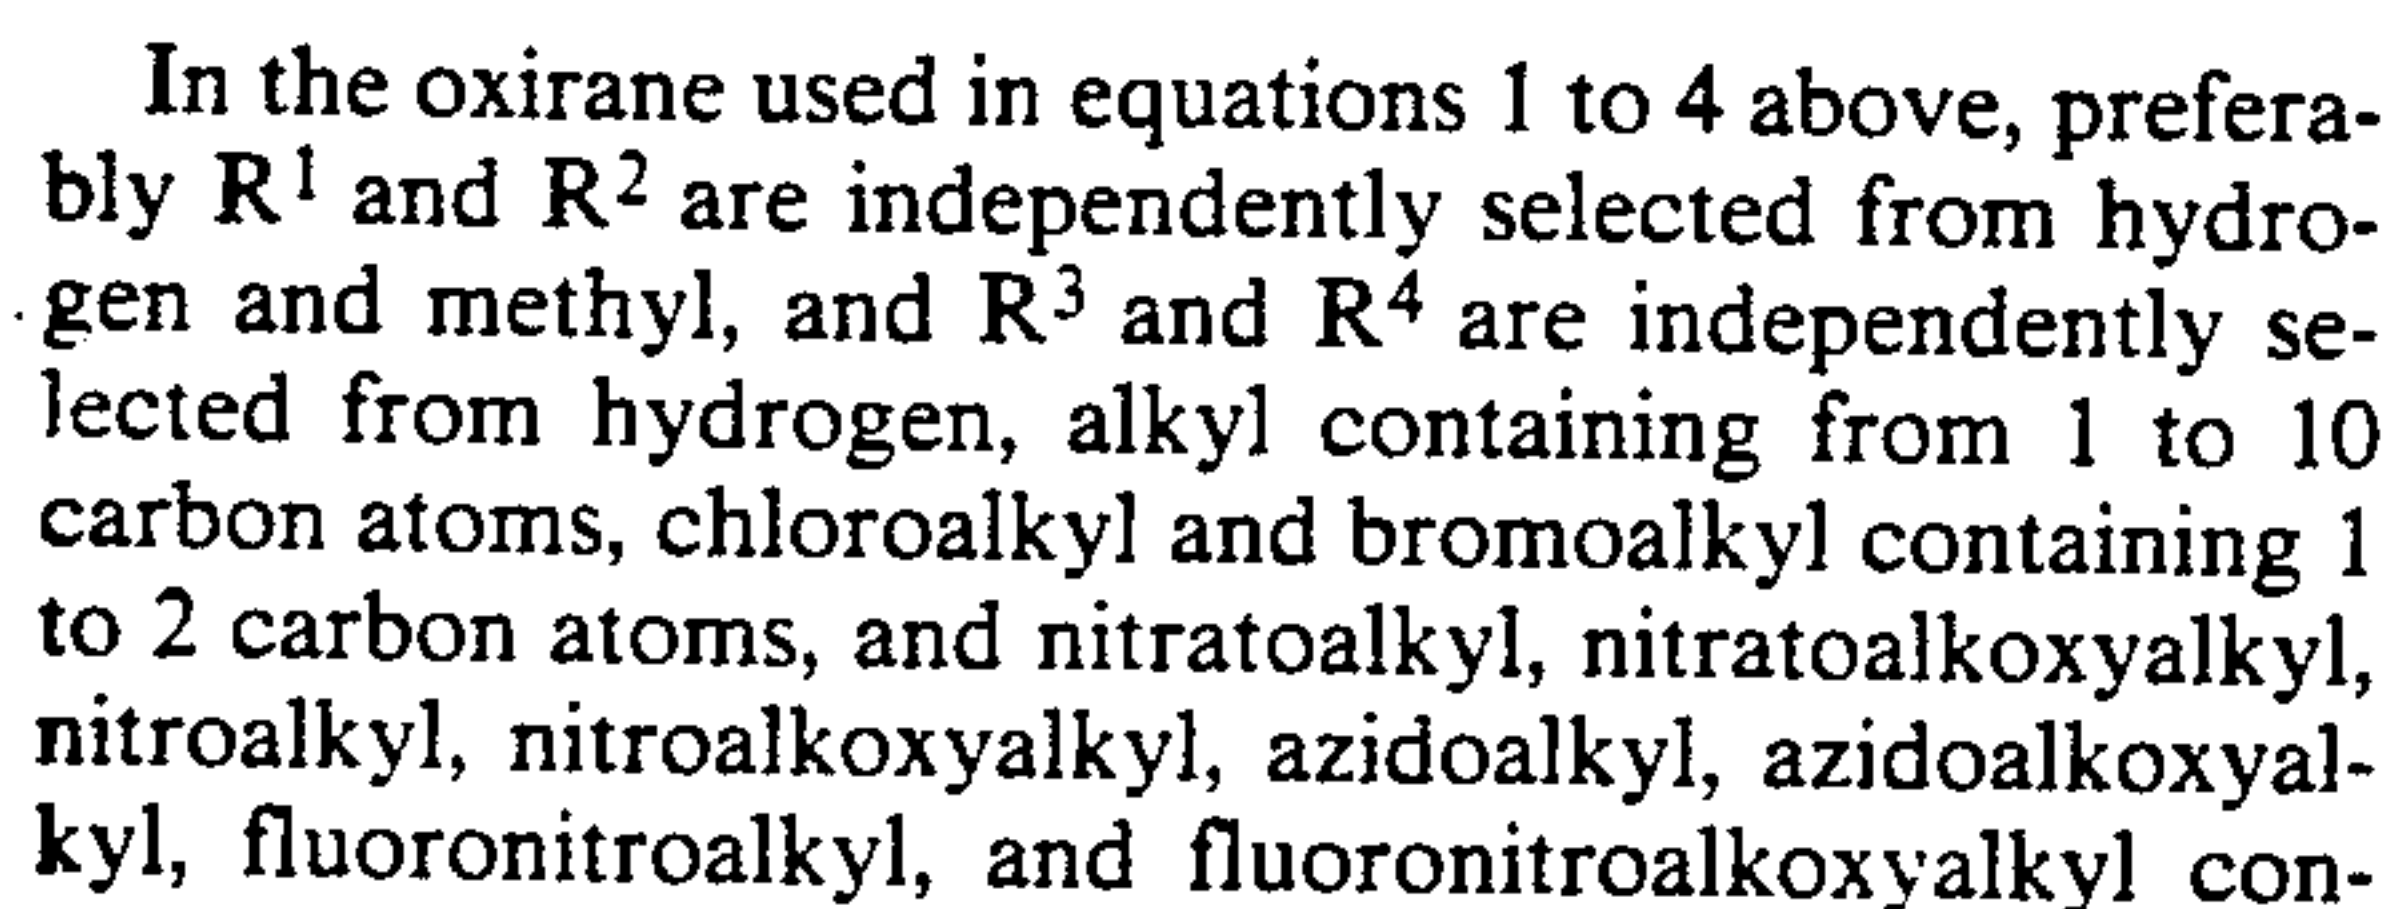 In the oxirane used in equations 1 to 4 above, prefera-
bly R¹ and R² are independently selected from hydro-
gen and methyl, and R³ and R⁴ are independently se-
lected from hydrogen, alkyl containing from 1 to 10
carbon atoms, chloroalkyl and bromoalkyl containing 1
to 2 carbon atoms, and nitratoalkyl, nitratoalkoxyalkyl,
nitroalkyl, nitroalkoxyalkyl, azidoalkyl, azidoalkoxyal-
kyl, fluoronitroalkyl, and fluoronitroalkoxyalkyl con-